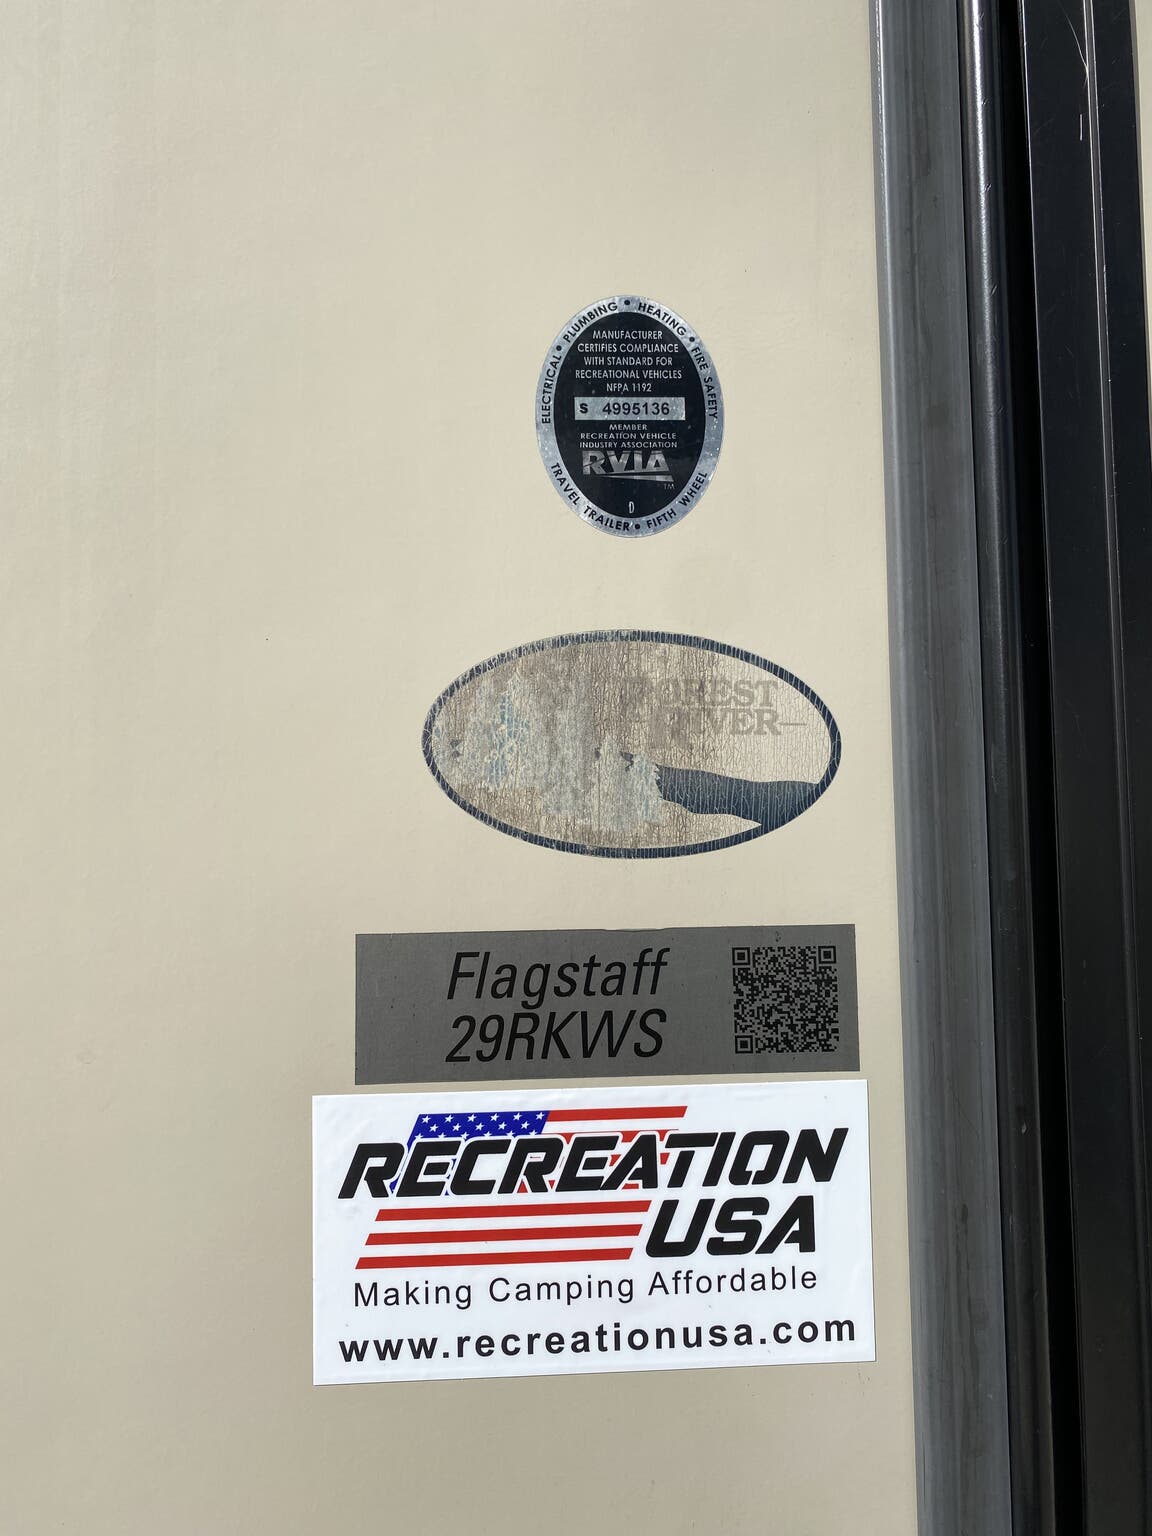 ELECTRICAL • PLUMBING • HEATING • FIRE SAFETY
MANUFACTURER
CERTIFIES COMPLIANCE
WITH STANDARD FOR
RECREATIONAL VEHICLES
NFPA 1192
S 4995136
MEMBER
RECREATION VEHICLE
INDUSTRY ASSOCIATION
RVIA
TM
D
TRAVEL TRAILER • FIFTH WHEEL
FOREST
RIVER
Flagstaff
29RKWS
RECREATION
USA
Making Camping Affordable
www.recreationusa.com